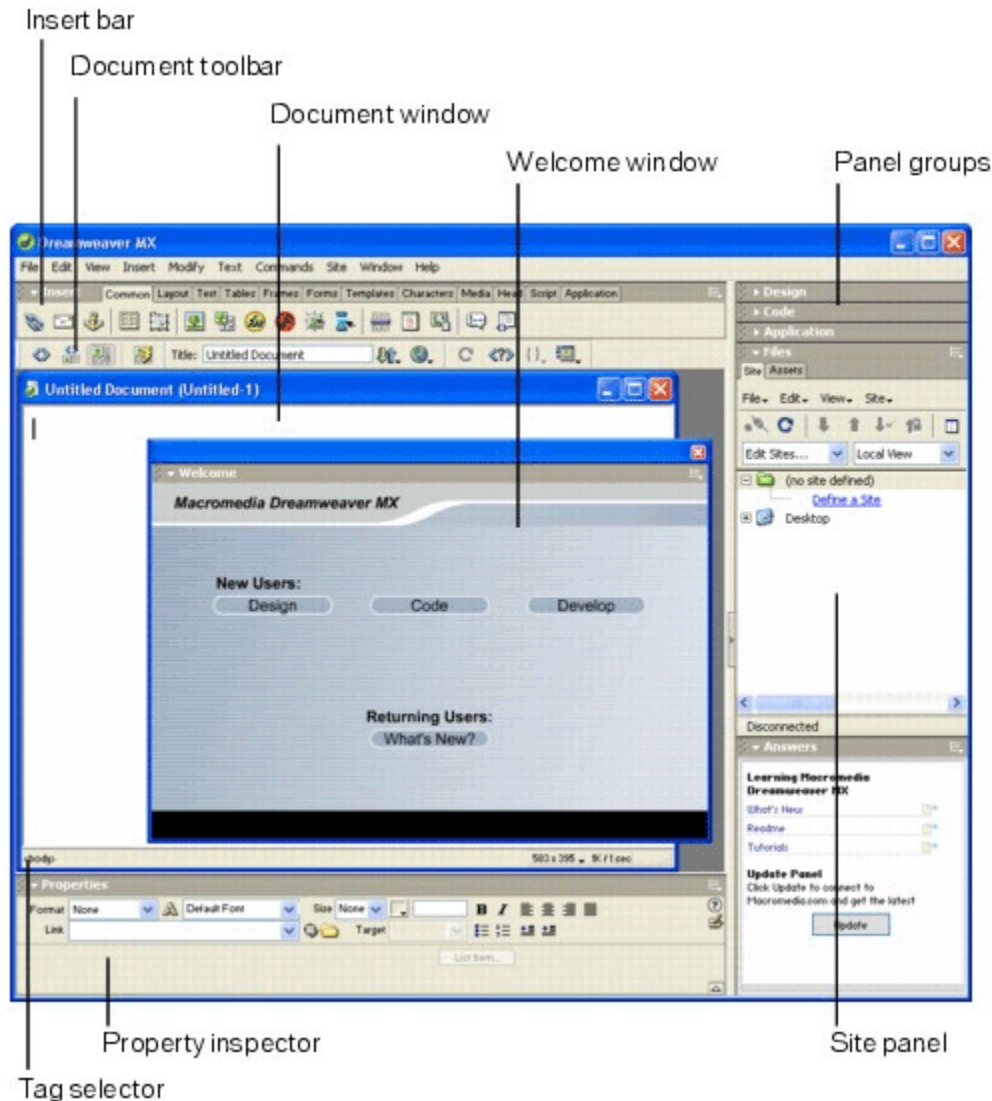 Insert bar
Document toolbar
Document window
Welcome window
Panel groups
Dreamweaver MX
File Edit View Insert Modify Text Commands Site Window Help
Insert Common Layout Text Tables Frames Forms Templates Characters Media Head Script Application
Title: Untitled Document
Untitled Document (Untitled-1)
Welcome
Macromedia Dreamweaver MX
New Users:
Design Code Develop
Returning Users:
What's New?
<body> 583 x 395 1K / 1 sec
Properties
Format None Default Font Size None
Link Target
List Item...
Design
Code
Application
Files
Site Assets
File Edit View Site
Edit Sites... Local View
(no site defined)
Define a Site
Desktop
Disconnected
Answers
Learning Macromedia
Dreamweaver MX
What's New
Readme
Tutorials
Update Panel
Click Update to connect to
Macromedia.com and get the latest
Update
Property inspector
Site panel
Tag selector